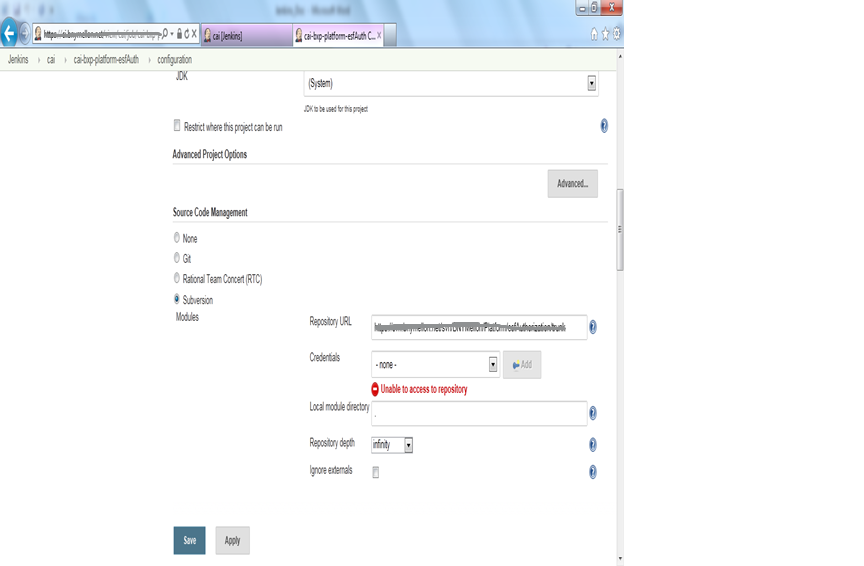 cai [Jenkins]
cai-bxp-platform-esfAuth C...
Jenkins › cai › cai-bxp-platform-esfAuth › configuration
JDK
(System)
JDK to be used for this project
Restrict where this project can be run
Advanced Project Options
Advanced...
Source Code Management
None
Git
Rational Team Concert (RTC)
Subversion
Modules
Repository URL
Credentials
- none -
Add
Unable to access to repository
Local module directory
.
Repository depth
infinity
Ignore externals
Save
Apply